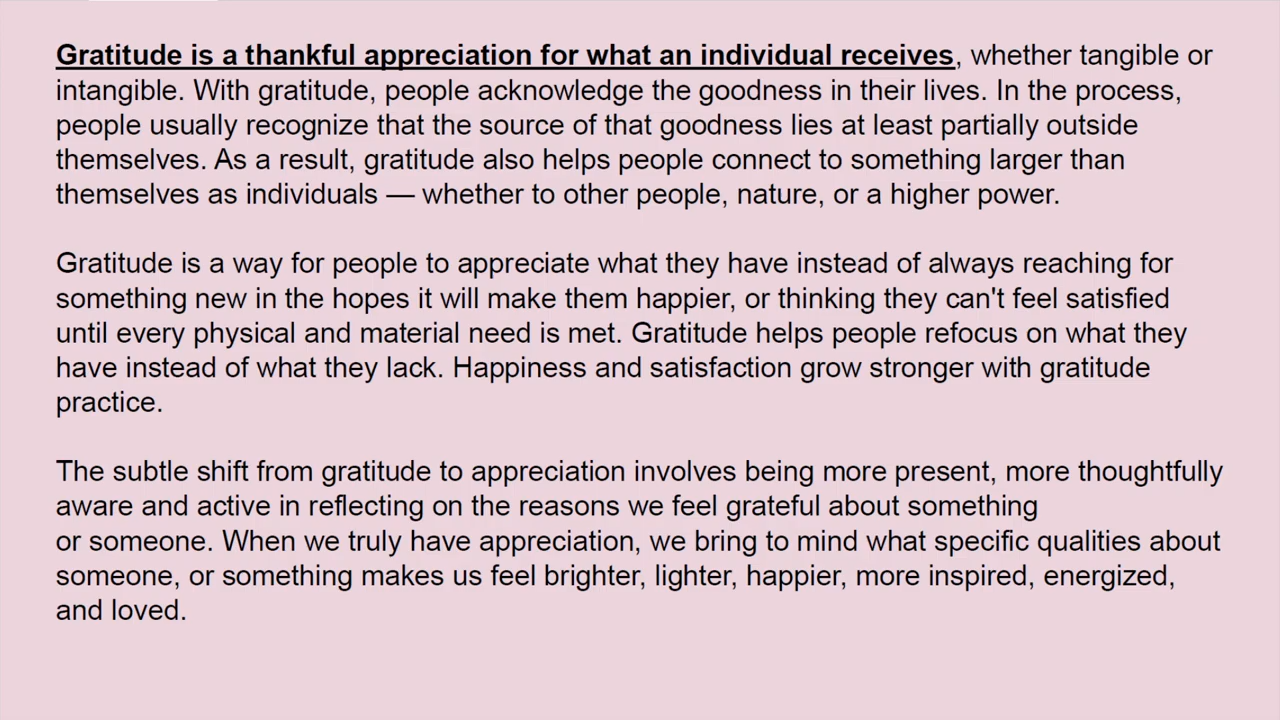 Gratitude is a thankful appreciation for what an individual receives, whether tangible or
intangible. With gratitude, people acknowledge the goodness in their lives. In the process,
people usually recognize that the source of that goodness lies at least partially outside
themselves. As a result, gratitude also helps people connect to something larger than
themselves as individuals — whether to other people, nature, or a higher power.
Gratitude is a way for people to appreciate what they have instead of always reaching for
something new in the hopes it will make them happier, or thinking they can't feel satisfied
until every physical and material need is met. Gratitude helps people refocus on what they
have instead of what they lack. Happiness and satisfaction grow stronger with gratitude
practice.
The subtle shift from gratitude to appreciation involves being more present, more thoughtfully
aware and active in reflecting on the reasons we feel grateful about something
or someone. When we truly have appreciation, we bring to mind what specific qualities about
someone, or something makes us feel brighter, lighter, happier, more inspired, energized,
and loved.